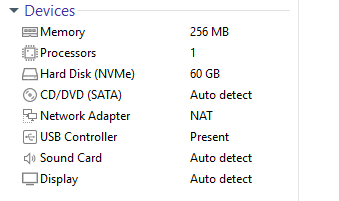 Devices
Memory 256 MB
Processors 1
Hard Disk (NVMe) 60 GB
CD/DVD (SATA) Auto detect
Network Adapter NAT
USB Controller Present
Sound Card Auto detect
Display Auto detect